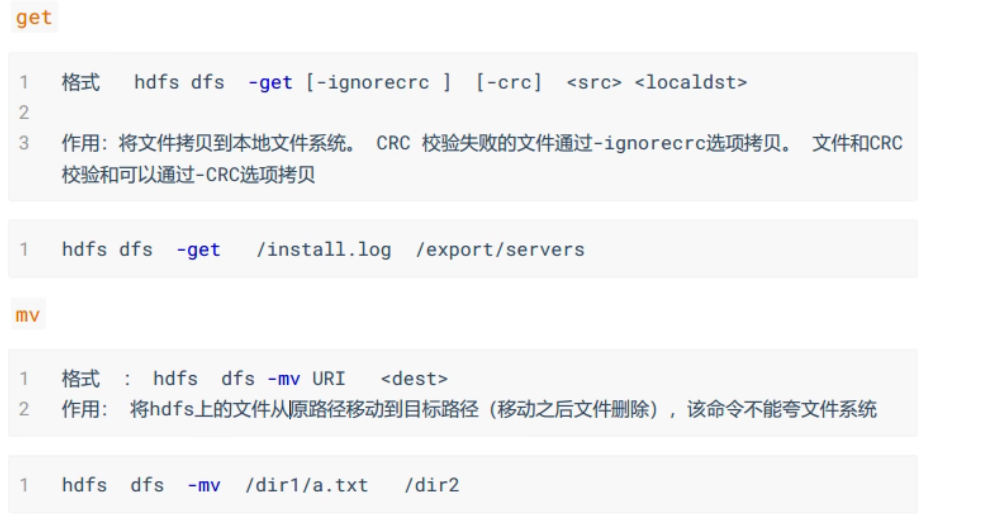 get
1 格式 hdfs dfs -get [-ignorecrc ] [-crc] <src> <localdst>
2
3 作用：将文件拷贝到本地文件系统。 CRC 校验失败的文件通过-ignorecrc选项拷贝。 文件和CRC
校验和可以通过-CRC选项拷贝
1 hdfs dfs -get /install.log /export/servers
mv
1 格式 : hdfs dfs -mv URI <dest>
2 作用： 将hdfs上的文件从原路径移动到目标路径（移动之后文件删除），该命令不能夸文件系统
1 hdfs dfs -mv /dir1/a.txt /dir2